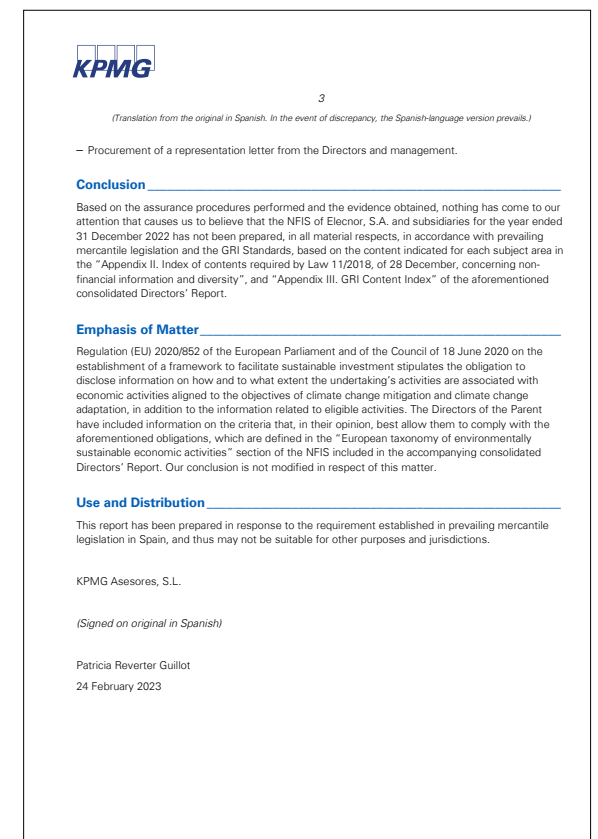 KPMG
3
(Translation from the original in Spanish. In the event of discrepancy, the Spanish-language version prevails.)
– Procurement of a representation letter from the Directors and management.
Conclusion
Based on the assurance procedures performed and the evidence obtained, nothing has come to our
attention that causes us to believe that the NFIS of Elecnor, S.A. and subsidiaries for the year ended
31 December 2022 has not been prepared, in all material respects, in accordance with prevailing
mercantile legislation and the GRI Standards, based on the content indicated for each subject area in
the “Appendix II. Index of contents required by Law 11/2018, of 28 December, concerning non-
financial information and diversity”, and “Appendix III. GRI Content Index” of the aforementioned
consolidated Directors’ Report.
Emphasis of Matter
Regulation (EU) 2020/852 of the European Parliament and of the Council of 18 June 2020 on the
establishment of a framework to facilitate sustainable investment stipulates the obligation to
disclose information on how and to what extent the undertaking’s activities are associated with
economic activities aligned to the objectives of climate change mitigation and climate change
adaptation, in addition to the information related to eligible activities. The Directors of the Parent
have included information on the criteria that, in their opinion, best allow them to comply with the
aforementioned obligations, which are defined in the “European taxonomy of environmentally
sustainable economic activities” section of the NFIS included in the accompanying consolidated
Directors’ Report. Our conclusion is not modified in respect of this matter.
Use and Distribution
This report has been prepared in response to the requirement established in prevailing mercantile
legislation in Spain, and thus may not be suitable for other purposes and jurisdictions.
KPMG Asesores, S.L.
(Signed on original in Spanish)
Patricia Reverter Guillot
24 February 2023